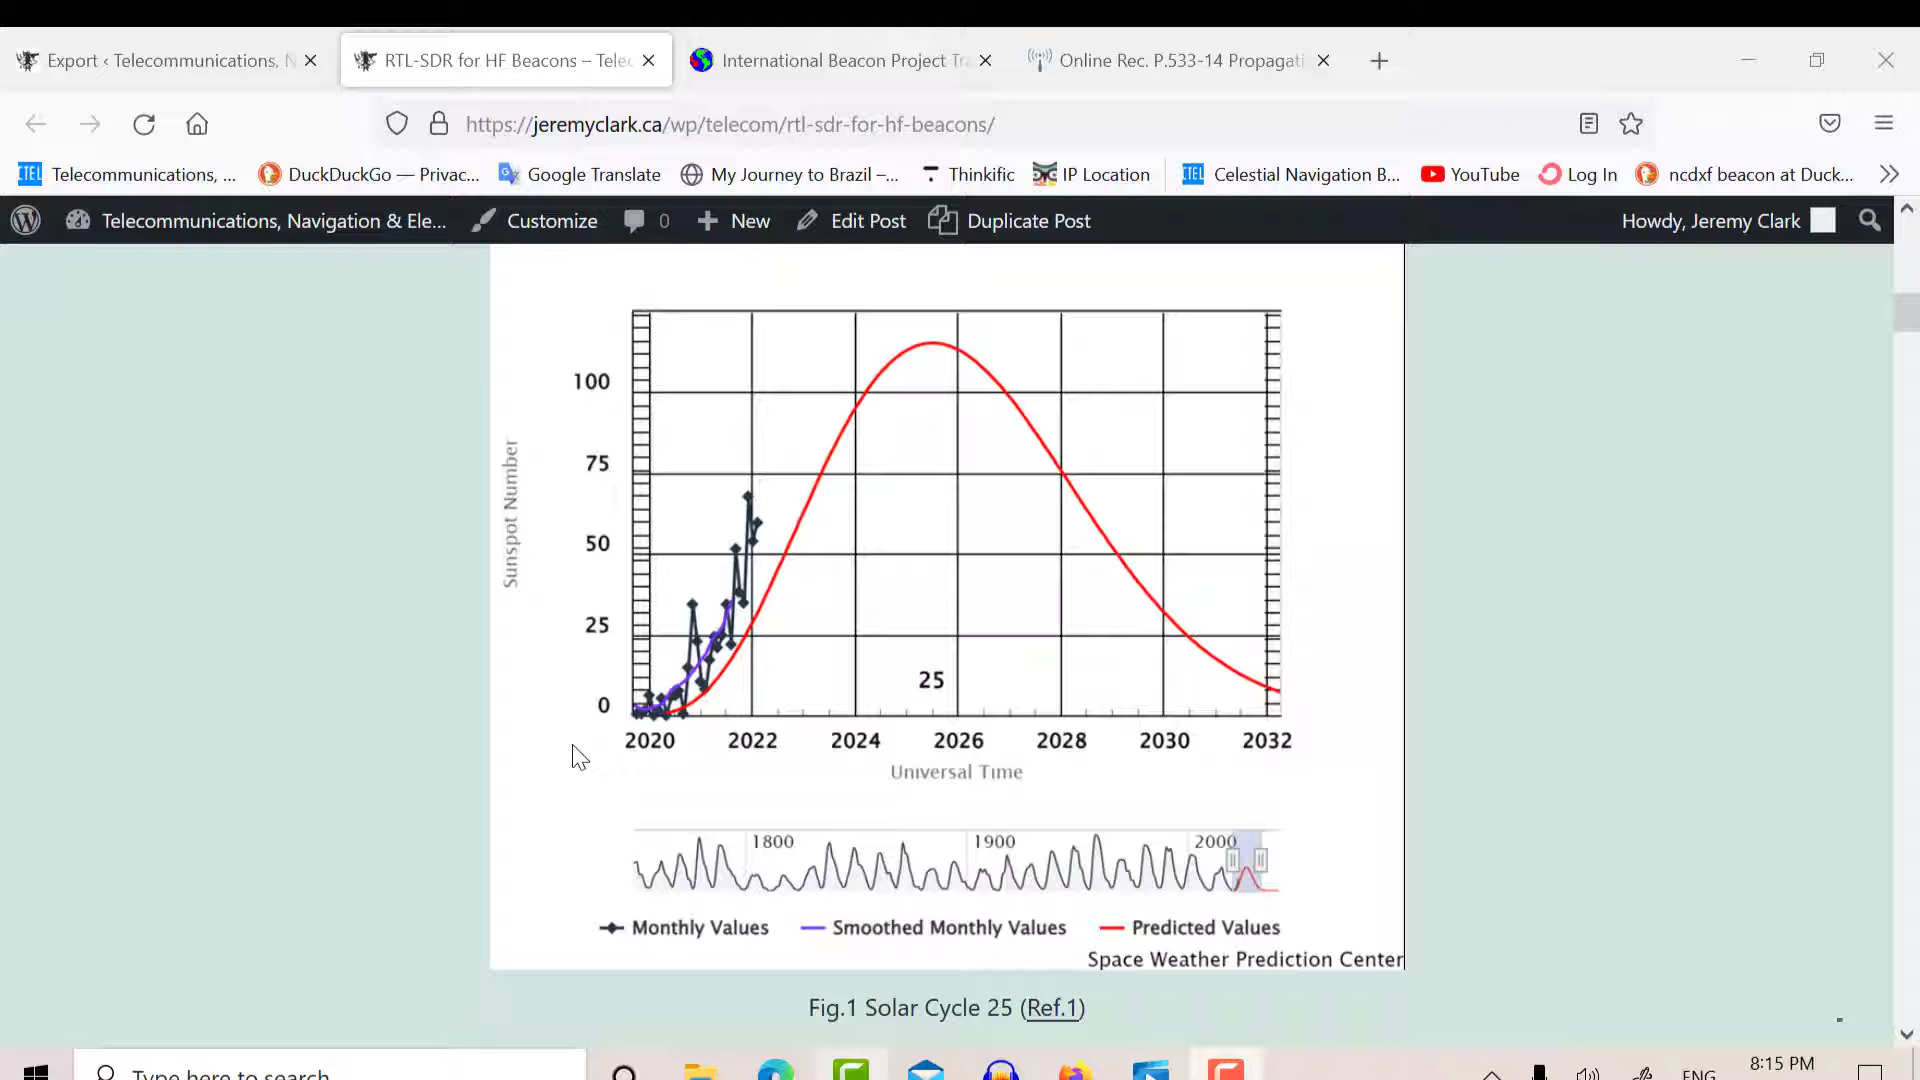 Export ‹ Telecommunications, N
RTL-SDR for HF Beacons – Tele
International Beacon Project Tra
Online Rec. P.533-14 Propagati
https://jeremyclark.ca/wp/telecom/rtl-sdr-for-hf-beacons/
CTEL Telecommunications, ...
DuckDuckGo — Privac...
Google Translate
My Journey to Brazil –...
Thinkific
IP Location
CTEL Celestial Navigation B...
YouTube
Log In
ncdxf beacon at Duck...
Telecommunications, Navigation & Ele...
Customize
0
New
Edit Post
Duplicate Post
Howdy, Jeremy Clark
100
75
50
25
0
Sunspot Number
25
2020 2022 2024 2026 2028 2030 2032
Universal Time
1800 1900 2000
Monthly Values Smoothed Monthly Values Predicted Values
Space Weather Prediction Center
Fig.1 Solar Cycle 25 (Ref.1)
Type here to search
ENG
8:15 PM